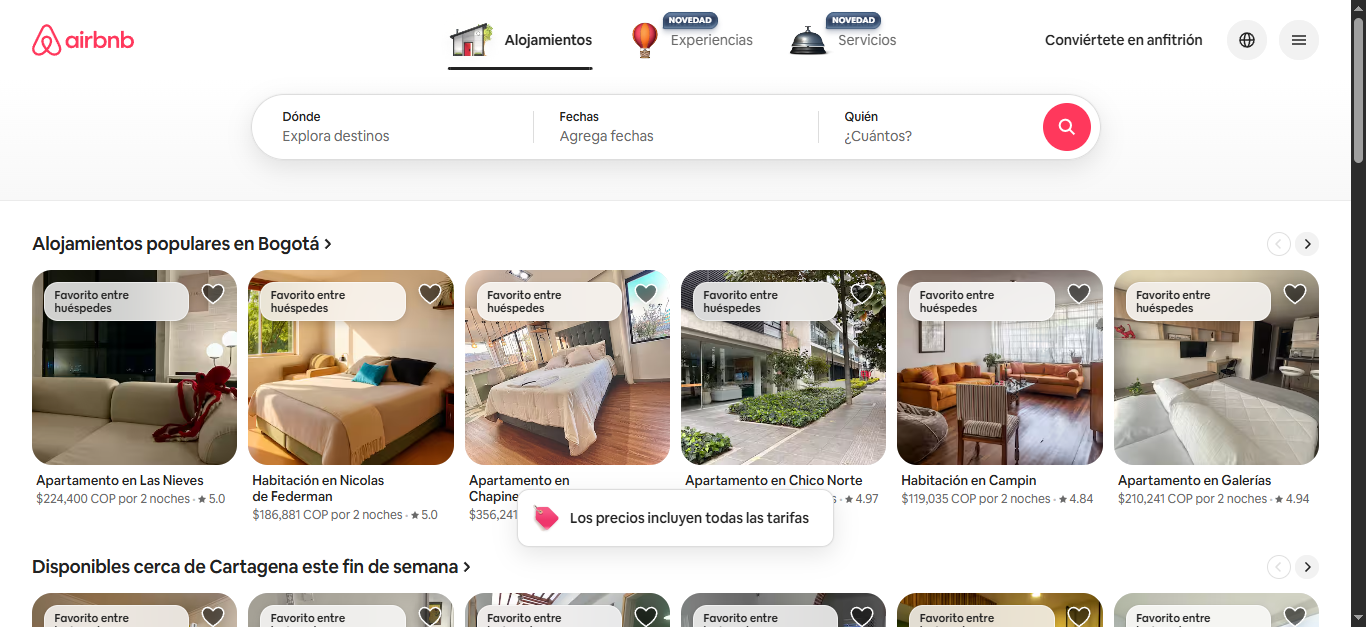 airbnb
Alojamientos
NOVEDAD
Experiencias
NOVEDAD
Servicios
Conviértete en anfitrión
Dónde
Explora destinos
Fechas
Agrega fechas
Quién
¿Cuántos?
Alojamientos populares en Bogotá
Favorito entre
huéspedes
Favorito entre
huéspedes
Favorito entre
huéspedes
Favorito entre
huéspedes
Favorito entre
huéspedes
Favorito entre
huéspedes
Apartamento en Las Nieves
$224,400 COP por 2 noches · ★ 5.0
Habitación en Nicolas
de Federman
$186,881 COP por 2 noches · ★ 5.0
Apartamento en
$356,241
Apartamento en Chico Norte
★ 4.97
Habitación en Campin
$119,035 COP por 2 noches · ★ 4.84
Apartamento en Galerías
$210,241 COP por 2 noches · ★ 4.94
Los precios incluyen todas las tarifas
Disponibles cerca de Cartagena este fin de semana
Favorito entre
Favorito entre
Favorito entre
Favorito entre
Favorito entre
Favorito entre